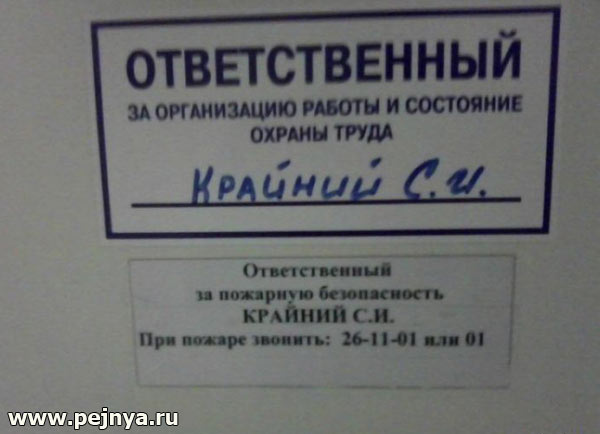 ОТВЕТСТВЕННЫЙ
ЗА ОРГАНИЗАЦИЮ РАБОТЫ И СОСТОЯНИЕ
ОХРАНЫ ТРУДА
КРАЙНИЙ С.И.
Ответственный
за пожарную безопасность
КРАЙНИЙ С.И.
При пожаре звонить: 26-11-01 или 01
www.pejnya.ru